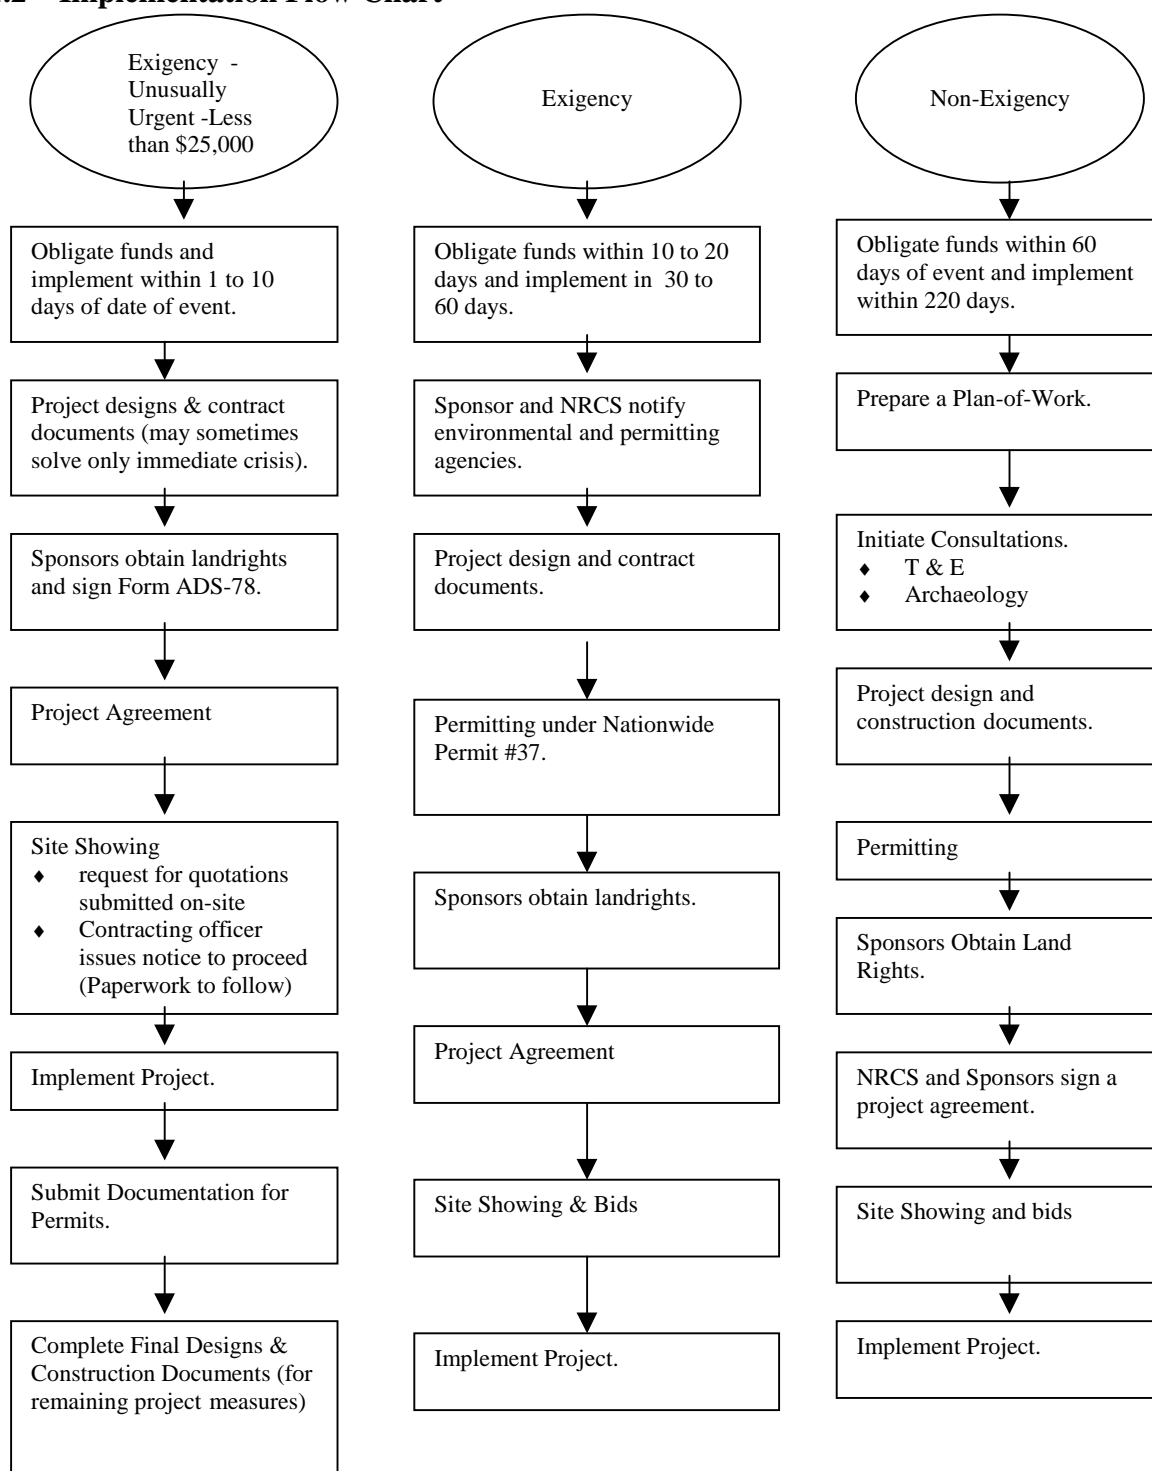 Implementation Flow Chart
Exigency -
Unusually
Urgent -Less
than $25,000
Obligate funds and
implement within 1 to 10
days of date of event.
Project designs & contract
documents (may sometimes
solve only immediate crisis).
Sponsors obtain landrights
and sign Form ADS-78.
Project Agreement
Site Showing
♦ request for quotations
submitted on-site
♦ Contracting officer
issues notice to proceed
(Paperwork to follow)
Implement Project.
Submit Documentation for
Permits.
Complete Final Designs &
Construction Documents (for
remaining project measures)
Exigency
Obligate funds within 10 to 20
days and implement in 30 to
60 days.
Sponsor and NRCS notify
environmental and permitting
agencies.
Project design and contract
documents.
Permitting under Nationwide
Permit #37.
Sponsors obtain landrights.
Project Agreement
Site Showing & Bids
Implement Project.
Non-Exigency
Obligate funds within 60
days of event and implement
within 220 days.
Prepare a Plan-of-Work.
Initiate Consultations.
♦ T & E
♦ Archaeology
Project design and
construction documents.
Permitting
Sponsors Obtain Land
Rights.
NRCS and Sponsors sign a
project agreement.
Site Showing and bids
Implement Project.